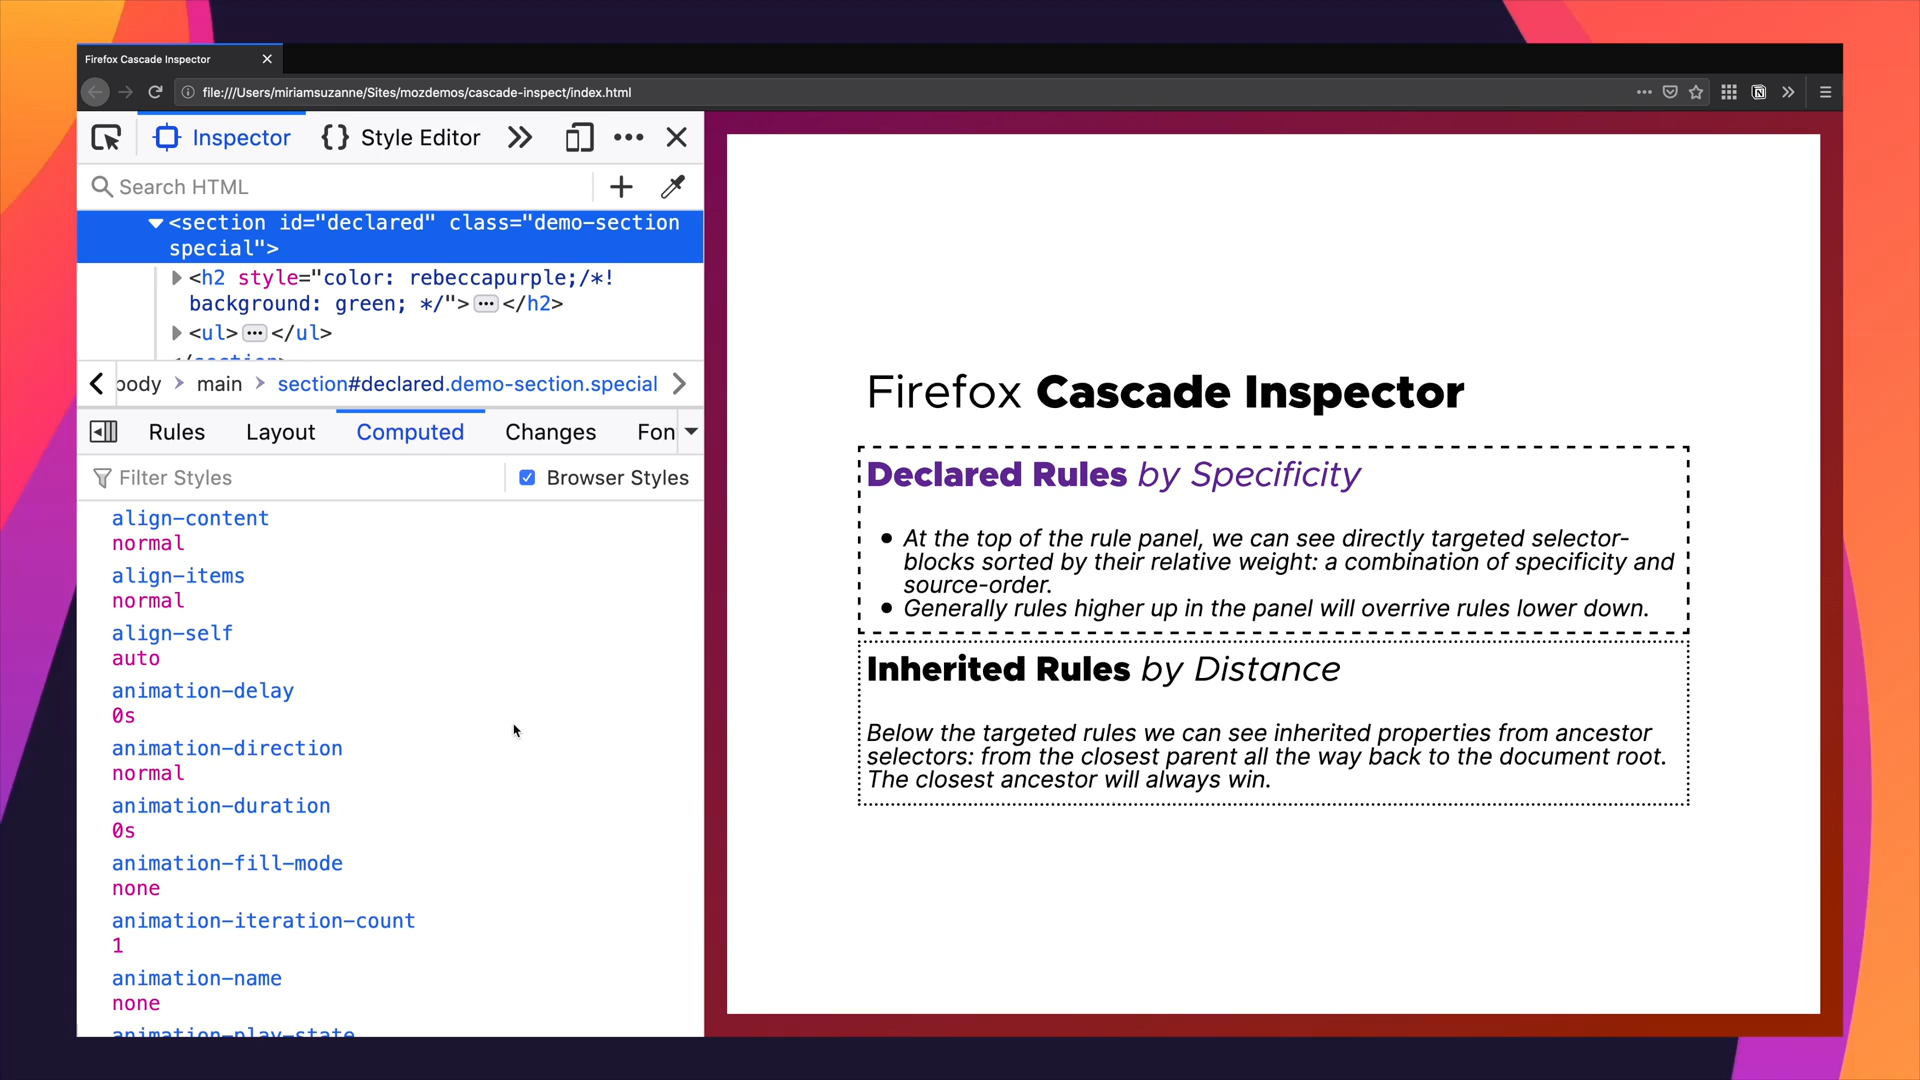 Firefox Cascade Inspector
file:///Users/miriamsuzanne/Sites/mozdemos/cascade-inspect/index.html
Inspector
{} Style Editor
Search HTML
<section id="declared" class="demo-section
special">
<h2 style="color: rebeccapurple;/*!
background: green; */">…</h2>
<ul>…</ul>
</section>
body > main > section#declared.demo-section.special
Rules Layout Computed Changes Fon
Filter Styles
Browser Styles
align-content
normal
align-items
normal
align-self
auto
animation-delay
0s
animation-direction
normal
animation-duration
0s
animation-fill-mode
none
animation-iteration-count
1
animation-name
none
animation-play-state
Firefox Cascade Inspector
Declared Rules by Specificity
• At the top of the rule panel, we can see directly targeted selector-
blocks sorted by their relative weight: a combination of specificity and
source-order.
• Generally rules higher up in the panel will overrive rules lower down.
Inherited Rules by Distance
Below the targeted rules we can see inherited properties from ancestor
selectors: from the closest parent all the way back to the document root.
The closest ancestor will always win.